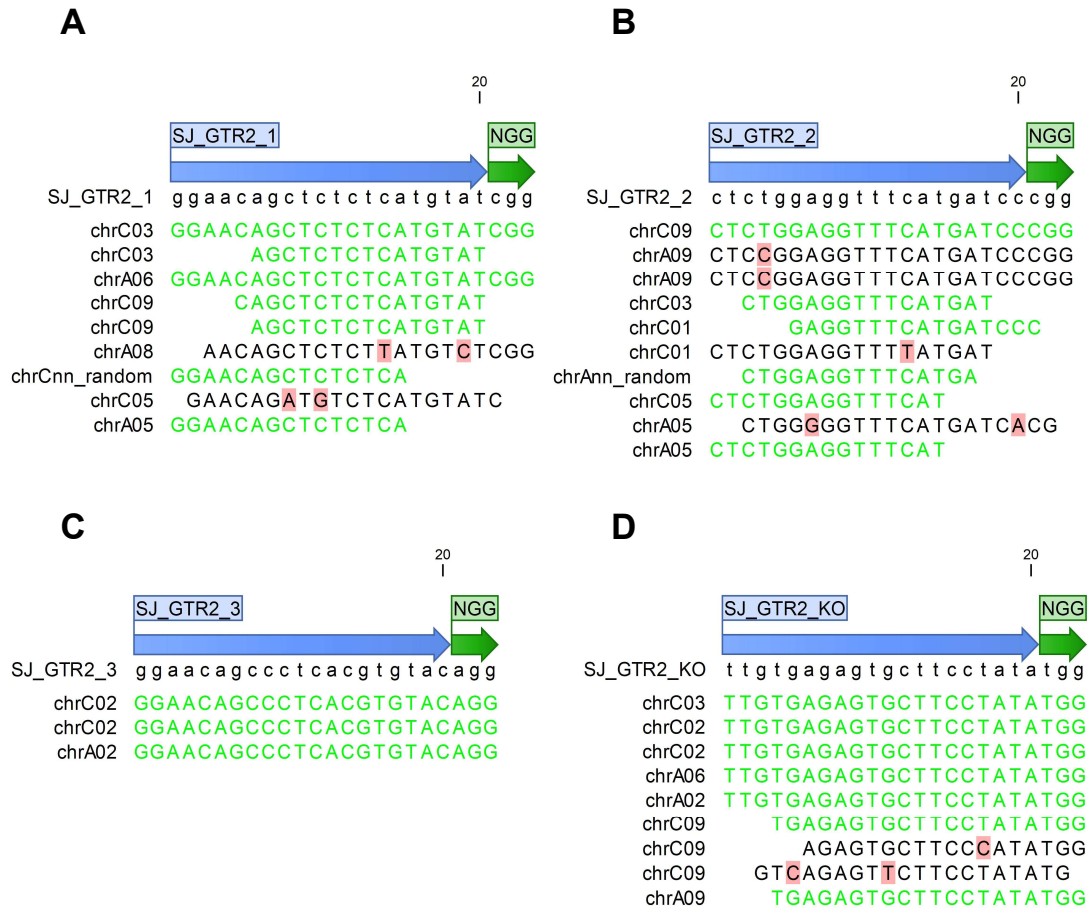 A
20
SJ_GTR2_1 NGG
SJ_GTR2_1 ggaacagctctctcatgtatcgg
chrC03 GGAACAGCTCTCTCATGTATCGG
chrC03 AGCTCTCTCATGTAT
chrA06 GGAACAGCTCTCTCATGTATCGG
chrC09 CAGCTCTCTCATGTAT
chrC09 AGCTCTCTCATGTAT
chrA08 AACAGCTCTCTTATGTCTCGG
chrCnn_random GGAACAGCTCTCTCA
chrC05 GAACAGATGTCTCATGTATC
chrA05 GGAACAGCTCTCTCA
B
20
SJ_GTR2_2 NGG
SJ_GTR2_2 ctctggaggtttcatgatcccgg
chrC09 CTCTGGAGGTTTCATGATCCCGG
chrA09 CTCCGGAGGTTTCATGATCCCGG
chrA09 CTCCGGAGGTTTCATGATCCCGG
chrC03 CTGGAGGTTTCATGAT
chrC01 GAGGTTTCATGATCCC
chrC01 CTCTGGAGGTTTTATGAT
chrAnn_random CTGGAGGTTTCATGA
chrC05 CTCTGGAGGTTTCAT
chrA05 CTGGGGGTTTCATGATCACG
chrA05 CTCTGGAGGTTTCAT
C
20
SJ_GTR2_3 NGG
SJ_GTR2_3 ggaacagccctcacgtgtacagg
chrC02 GGAACAGCCCTCACGTGTACAGG
chrC02 GGAACAGCCCTCACGTGTACAGG
chrA02 GGAACAGCCCTCACGTGTACAGG
D
20
SJ_GTR2_KO NGG
SJ_GTR2_KO ttgtgagagtgcttcctatatgg
chrC03 TTGTGAGAGTGCTTCCTATATGG
chrC02 TTGTGAGAGTGCTTCCTATATGG
chrC02 TTGTGAGAGTGCTTCCTATATGG
chrA06 TTGTGAGAGTGCTTCCTATATGG
chrA02 TTGTGAGAGTGCTTCCTATATGG
chrC09 TGAGAGTGCTTCCTATATGG
chrC09 AGAGTGCTTCCCATATGG
chrC09 GTCAGAGTTCTTCCTATATG
chrA09 TGAGAGTGCTTCCTATATGG